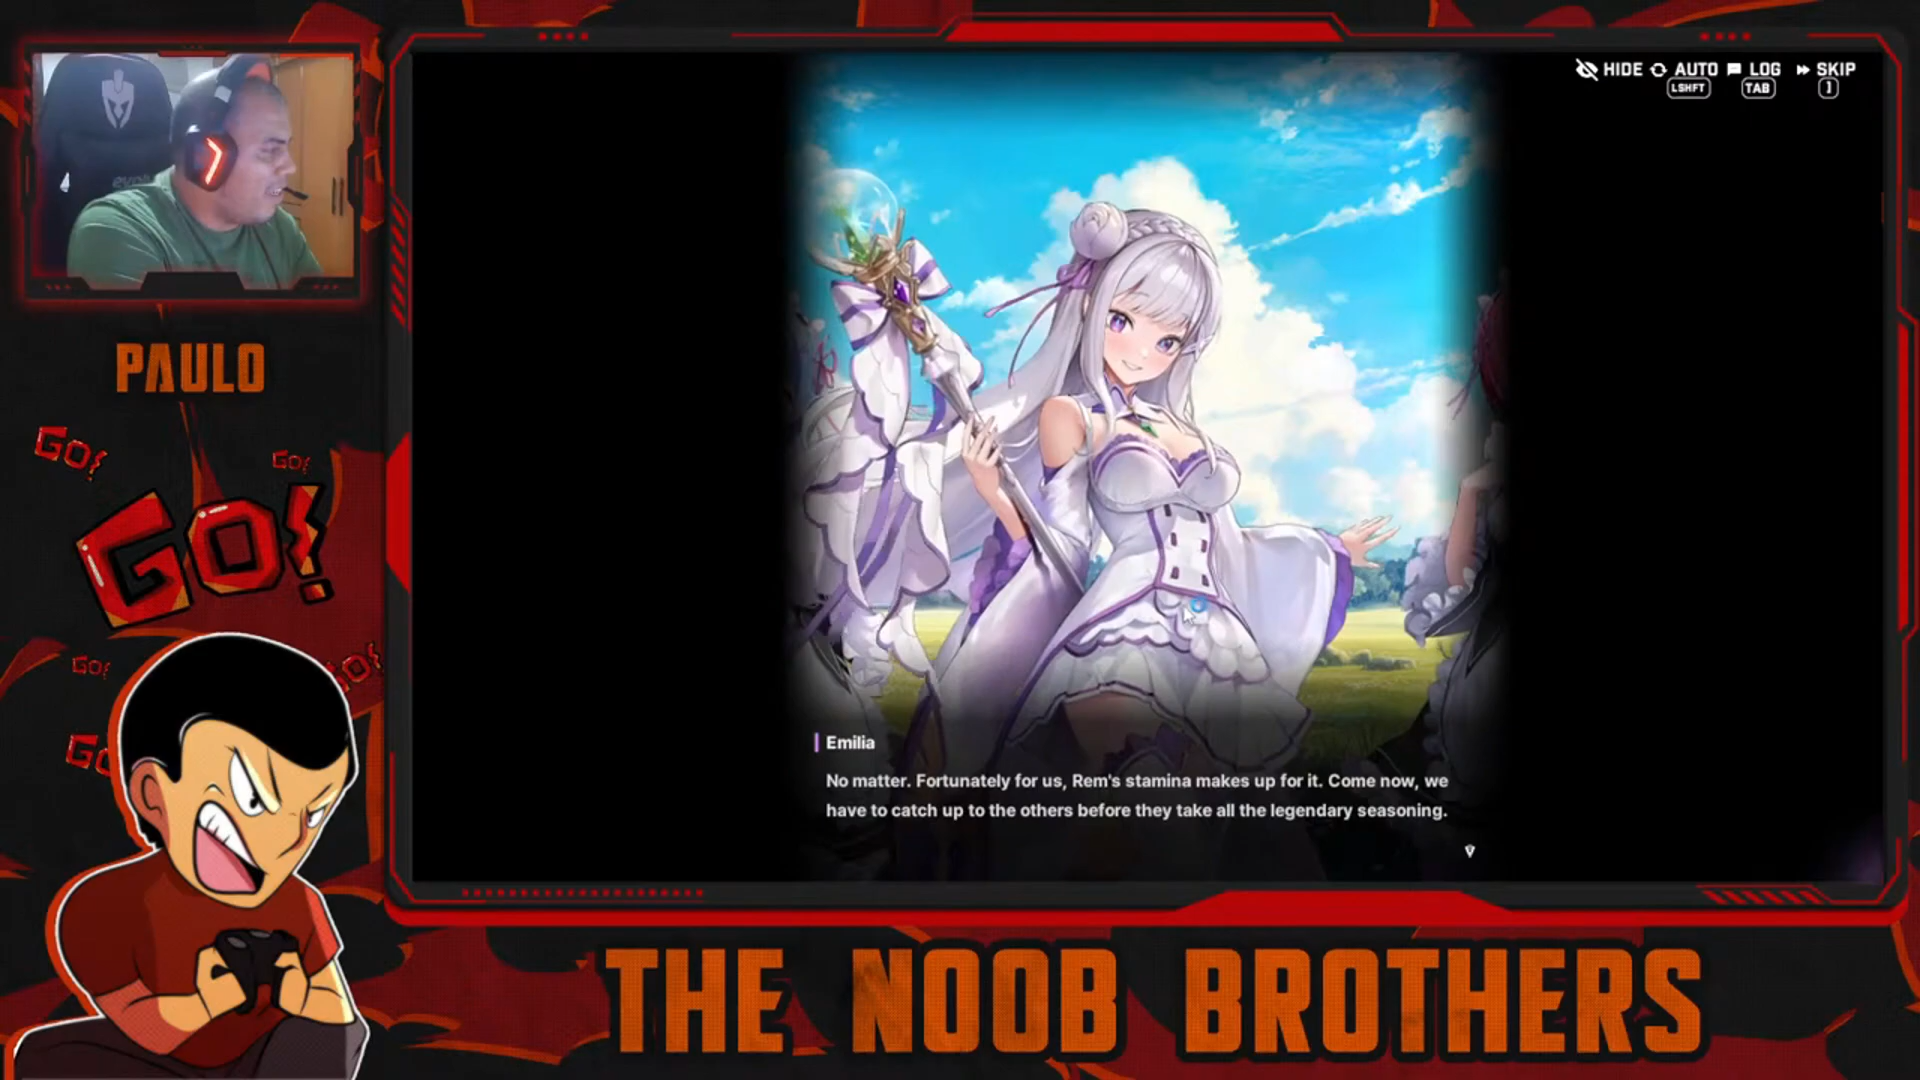 HIDE AUTO LOG SKIP
LSHFT TAB ]
PAULO
GO!
GO!
GO!
GO!
GO!
Emilia
No matter. Fortunately for us, Rem's stamina makes up for it. Come now, we
have to catch up to the others before they take all the legendary seasoning.
THE NOOB BROTHERS